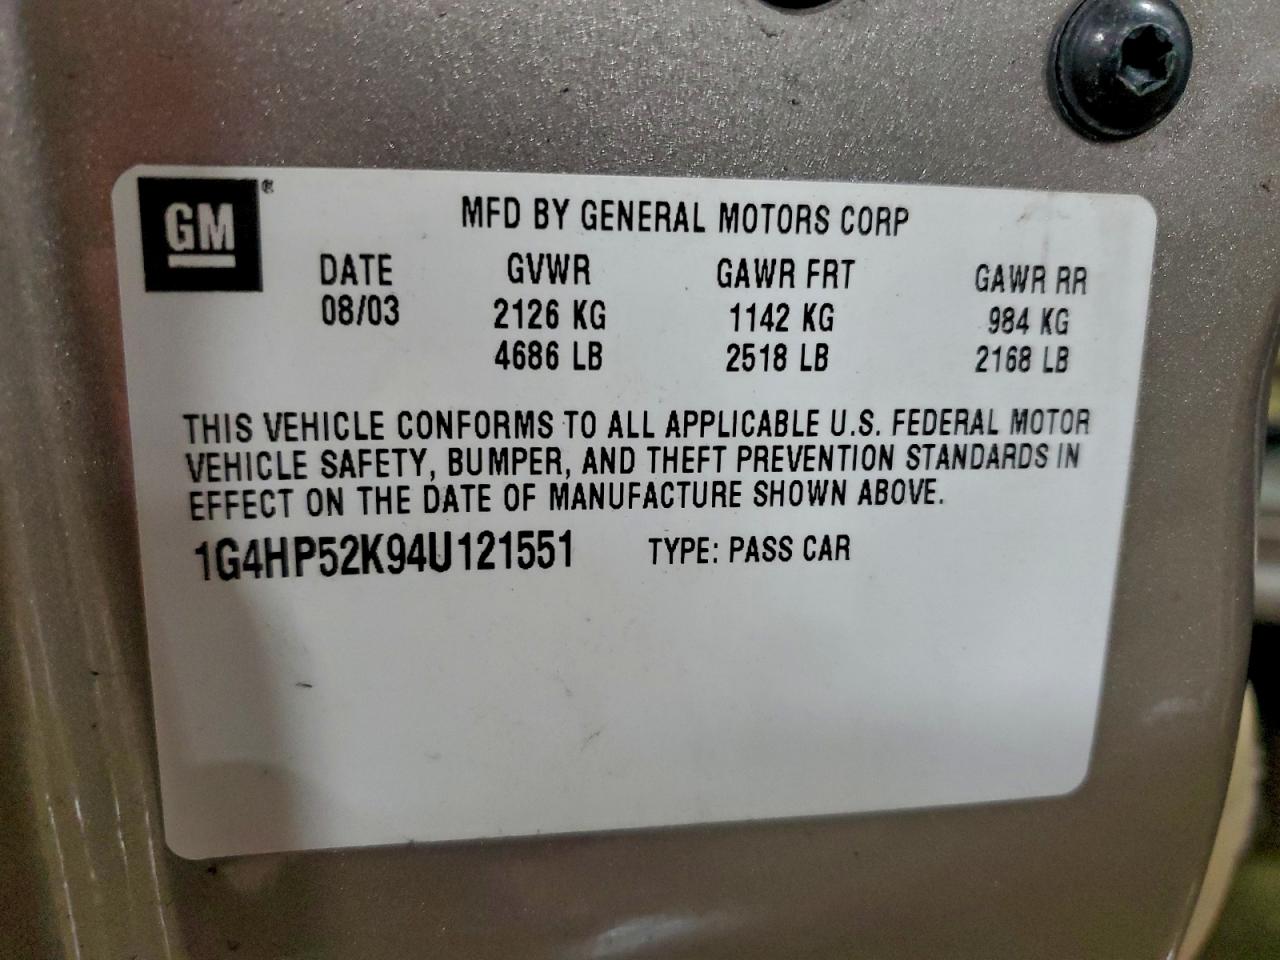 GM ®
MFD BY GENERAL MOTORS CORP
DATE GVWR GAWR FRT GAWR RR
08/03 2126 KG 1142 KG 984 KG
4686 LB 2518 LB 2168 LB
THIS VEHICLE CONFORMS TO ALL APPLICABLE U.S. FEDERAL MOTOR
VEHICLE SAFETY, BUMPER, AND THEFT PREVENTION STANDARDS IN
EFFECT ON THE DATE OF MANUFACTURE SHOWN ABOVE.
1G4HP52K94U121551 TYPE: PASS CAR